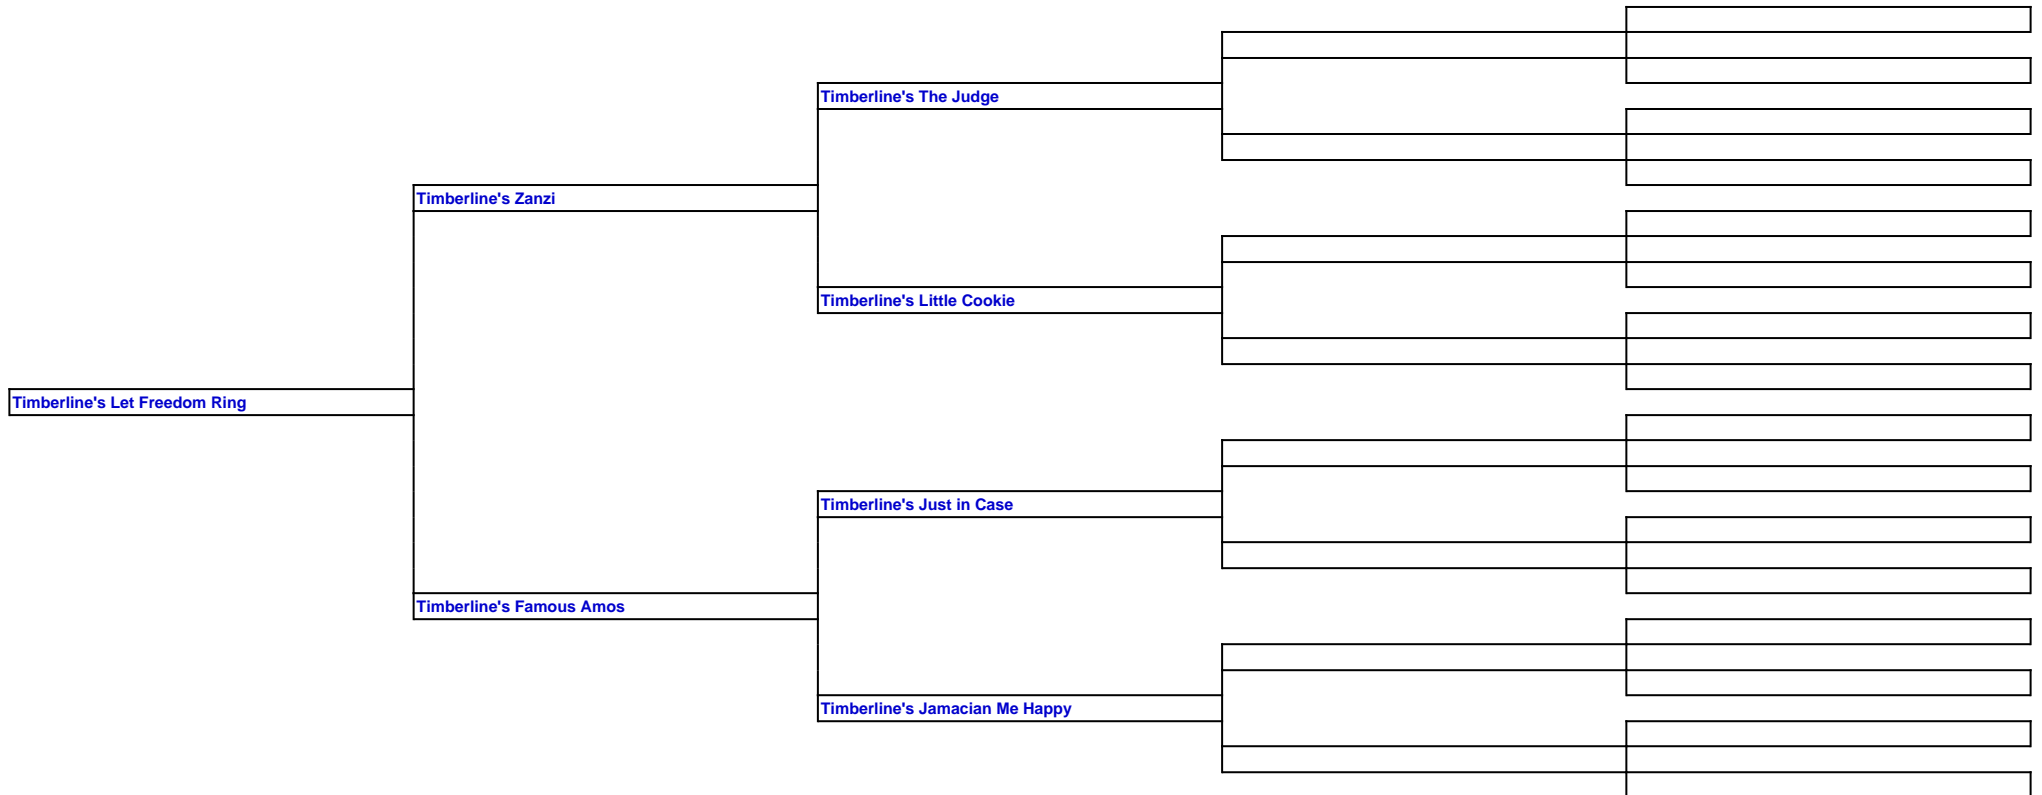 Timberline's The Judge
Timberline's Zanzi
Timberline's Little Cookie
Timberline's Let Freedom Ring
Timberline's Just in Case
Timberline's Famous Amos
Timberline's Jamacian Me Happy